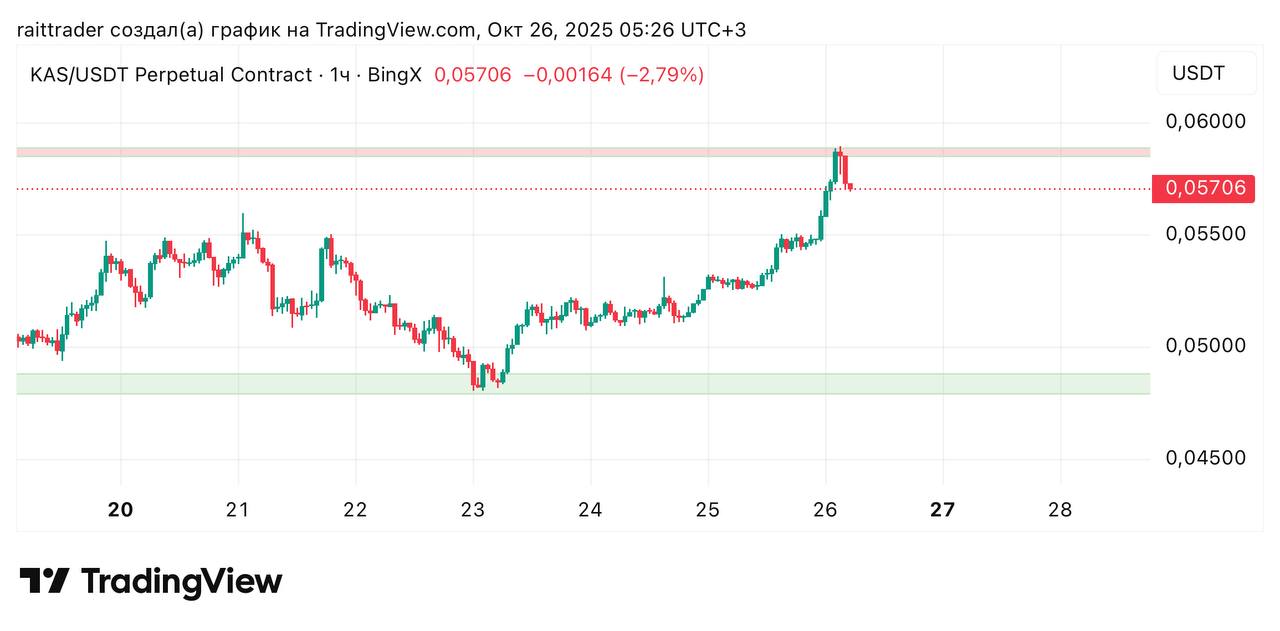 raittrader создал(а) график на TradingView.com, Окт 26, 2025 05:26 UTC+3
KAS/USDT Perpetual Contract · 1ч · BingX 0,05706 −0,00164 (−2,79%)
USDT
0,06000
0,05706
0,05500
0,05000
0,04500
20 21 22 23 24 25 26 27 28
TradingView